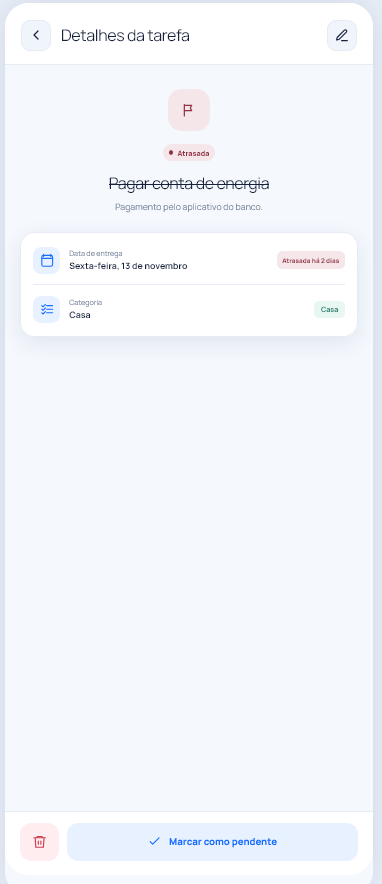 Detalhes da tarefa
Atrasada
Pagar conta de energia
Pagamento pelo aplicativo do banco.
Data de entrega
Sexta-feira, 13 de novembro
Atrasada há 2 dias
Categoria
Casa
Casa
Marcar como pendente